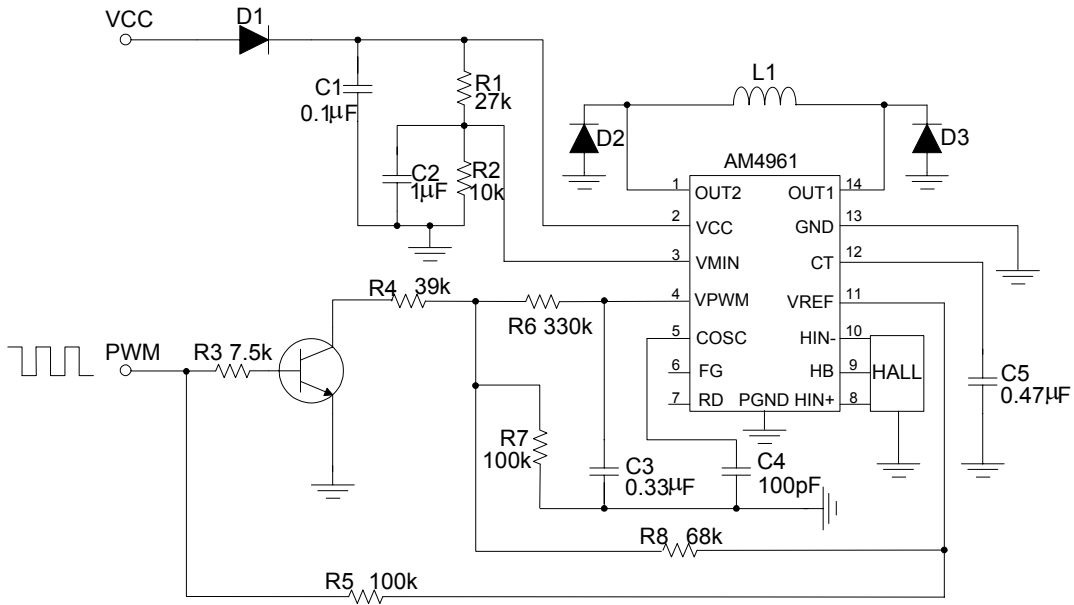 VCC
D1
C1
0.1μF
R1
27k
C2
1μF
R2
10k
L1
D2
D3
AM4961
1
OUT2
OUT1
14
2
VCC
GND
13
3
VMIN
CT
12
4
VPWM
VREF
11
5
COSC
HIN-
10
6
FG
HB
9
7
RD
PGND
HIN+
8
HALL
R4 39k
R6 330k
PWM
R3 7.5k
C5
0.47μF
R7
100k
C3
0.33μF
C4
100pF
R8 68k
R5 100k